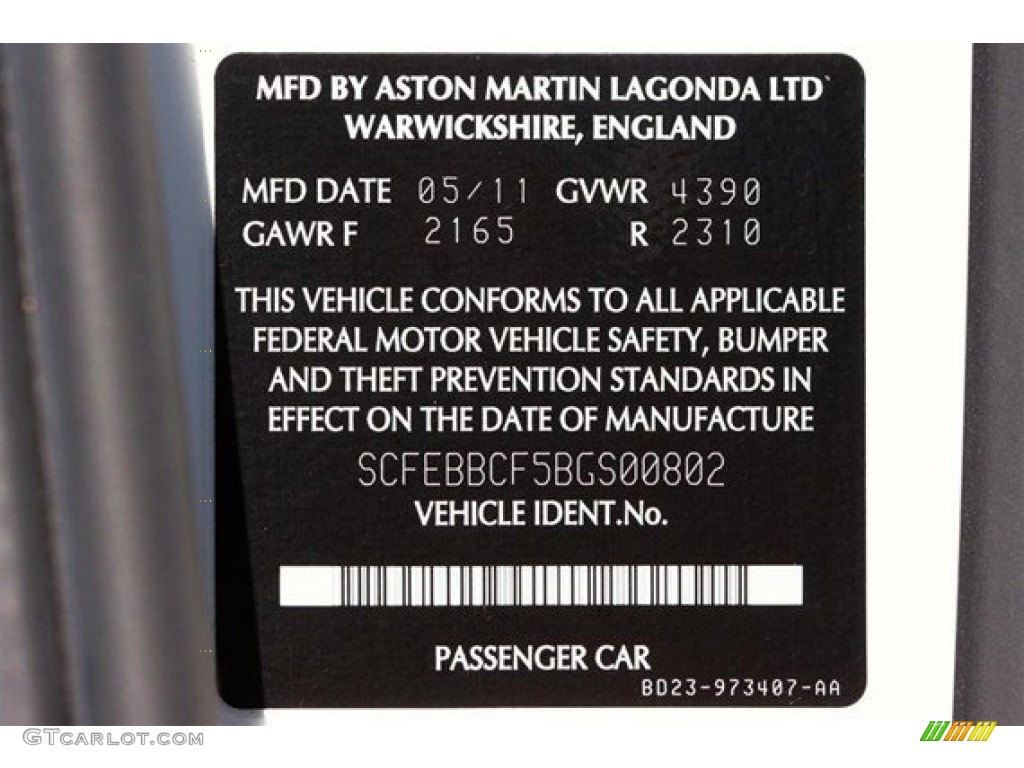 MFD BY ASTON MARTIN LAGONDA LTD
WARWICKSHIRE, ENGLAND
MFD DATE 05/11 GVWR 4390
GAWR F 2165 R 2310
THIS VEHICLE CONFORMS TO ALL APPLICABLE
FEDERAL MOTOR VEHICLE SAFETY, BUMPER
AND THEFT PREVENTION STANDARDS IN
EFFECT ON THE DATE OF MANUFACTURE
SCFEBBCF5BGS00802
VEHICLE IDENT.No.
PASSENGER CAR
BD23-973407-AA
GTCARLOT.COM